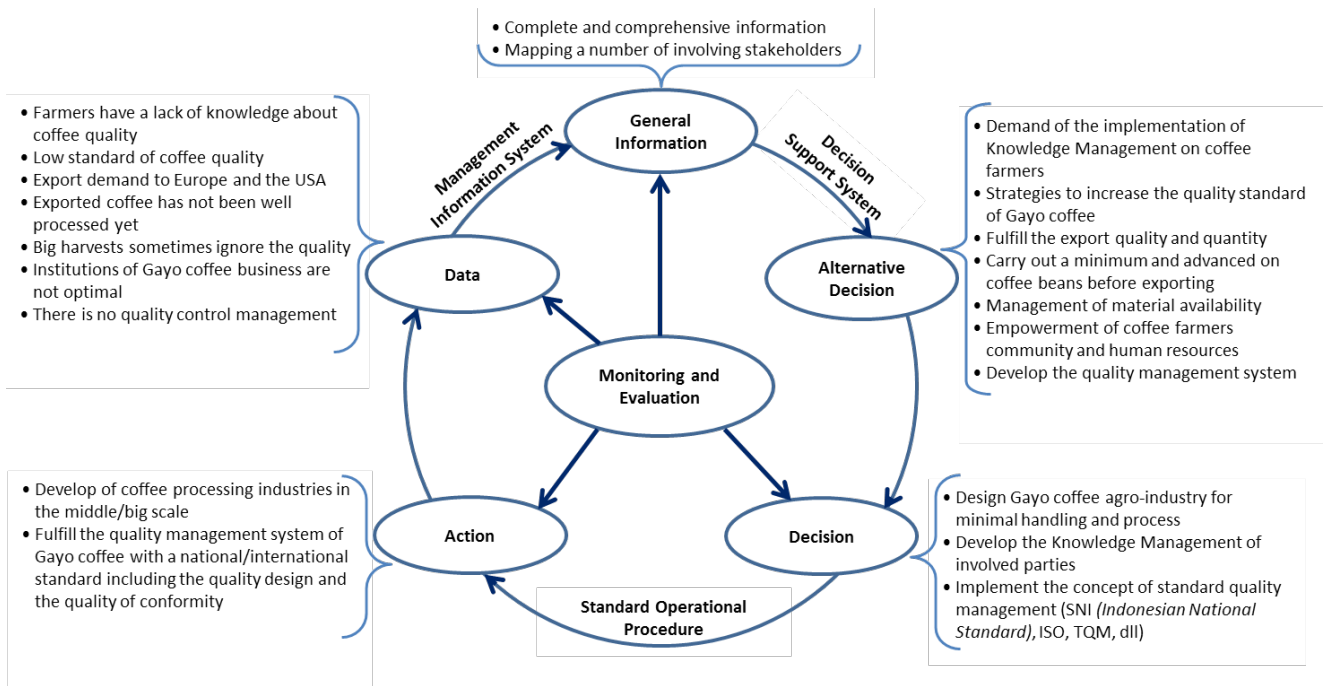 • Complete and comprehensive information
• Mapping a number of involving stakeholders
• Farmers have a lack of knowledge about
coffee quality
• Low standard of coffee quality
• Export demand to Europe and the USA
• Exported coffee has not been well
processed yet
• Big harvests sometimes ignore the quality
• Institutions of Gayo coffee business are
not optimal
• There is no quality control management
Management
Information System
General
Information
Decision
Support System
• Demand of the implementation of
Knowledge Management on coffee
farmers
• Strategies to increase the quality standard
of Gayo coffee
• Fulfill the export quality and quantity
• Carry out a minimum and advanced on
coffee beans before exporting
• Management of material availability
• Empowerment of coffee farmers
community and human resources
• Develop the quality management system
Data
Alternative
Decision
Monitoring and
Evaluation
• Develop of coffee processing industries in
the middle/big scale
• Fulfill the quality management system of
Gayo coffee with a national/international
standard including the quality design and
the quality of conformity
Action
Decision
• Design Gayo coffee agro-industry for
minimal handling and process
• Develop the Knowledge Management of
involved parties
• Implement the concept of standard quality
management (SNI (Indonesian National
Standard), ISO, TQM, dll)
Standard Operational
Procedure